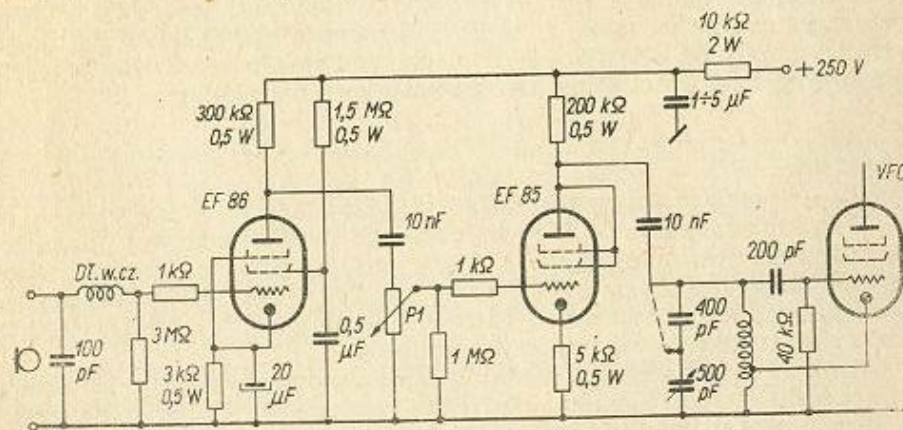 10 kΩ
2 W
+250 V
300 kΩ
0,5 W
1,5 MΩ
0,5 W
200 kΩ
0,5 W
1÷5 µF
EF 86
EF 85
VFO
10 nF
10 nF
200 pF
Dł.w.cz.
1 kΩ
1 kΩ
P1
400
pF
40 kΩ
100
pF
3 MΩ
0,5
µF
1 MΩ
3 kΩ
0,5 W
20
µF
5 kΩ
0,5 W
500
pF